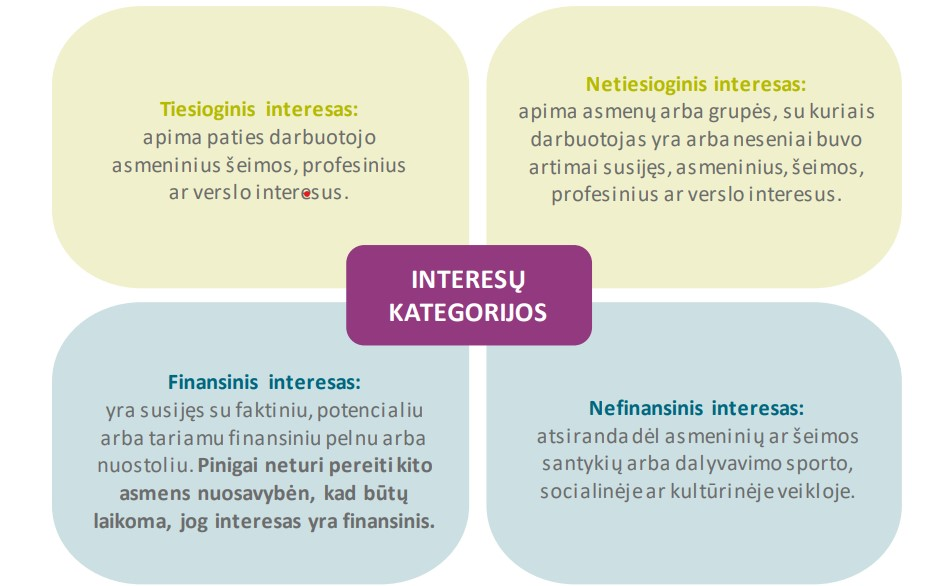 Tiesioginis interesas:
apima paties darbuotojo
asmeninius šeimos, profesinius
ar verslo interesus.
Netiesioginis interesas:
apima asmenų arba grupės, su kuriais
darbuotojas yra arba neseniai buvo
artimai susijęs, asmeninius, šeimos,
profesinius ar verslo interesus.
INTERESŲ
KATEGORIJOS
Finansinis interesas:
yra susijęs su faktiniu, potencialiu
arba tariamu finansiniu pelnu arba
nuostoliu. Pinigai neturi pereiti kito
asmens nuosavybėn, kad būtų
laikoma, jog interesas yra finansinis.
Nefinansinis interesas:
atsiranda dėl asmeninių ar šeimos
santykių arba dalyvavimo sporto,
socialinėje ar kultūrinėje veikloje.